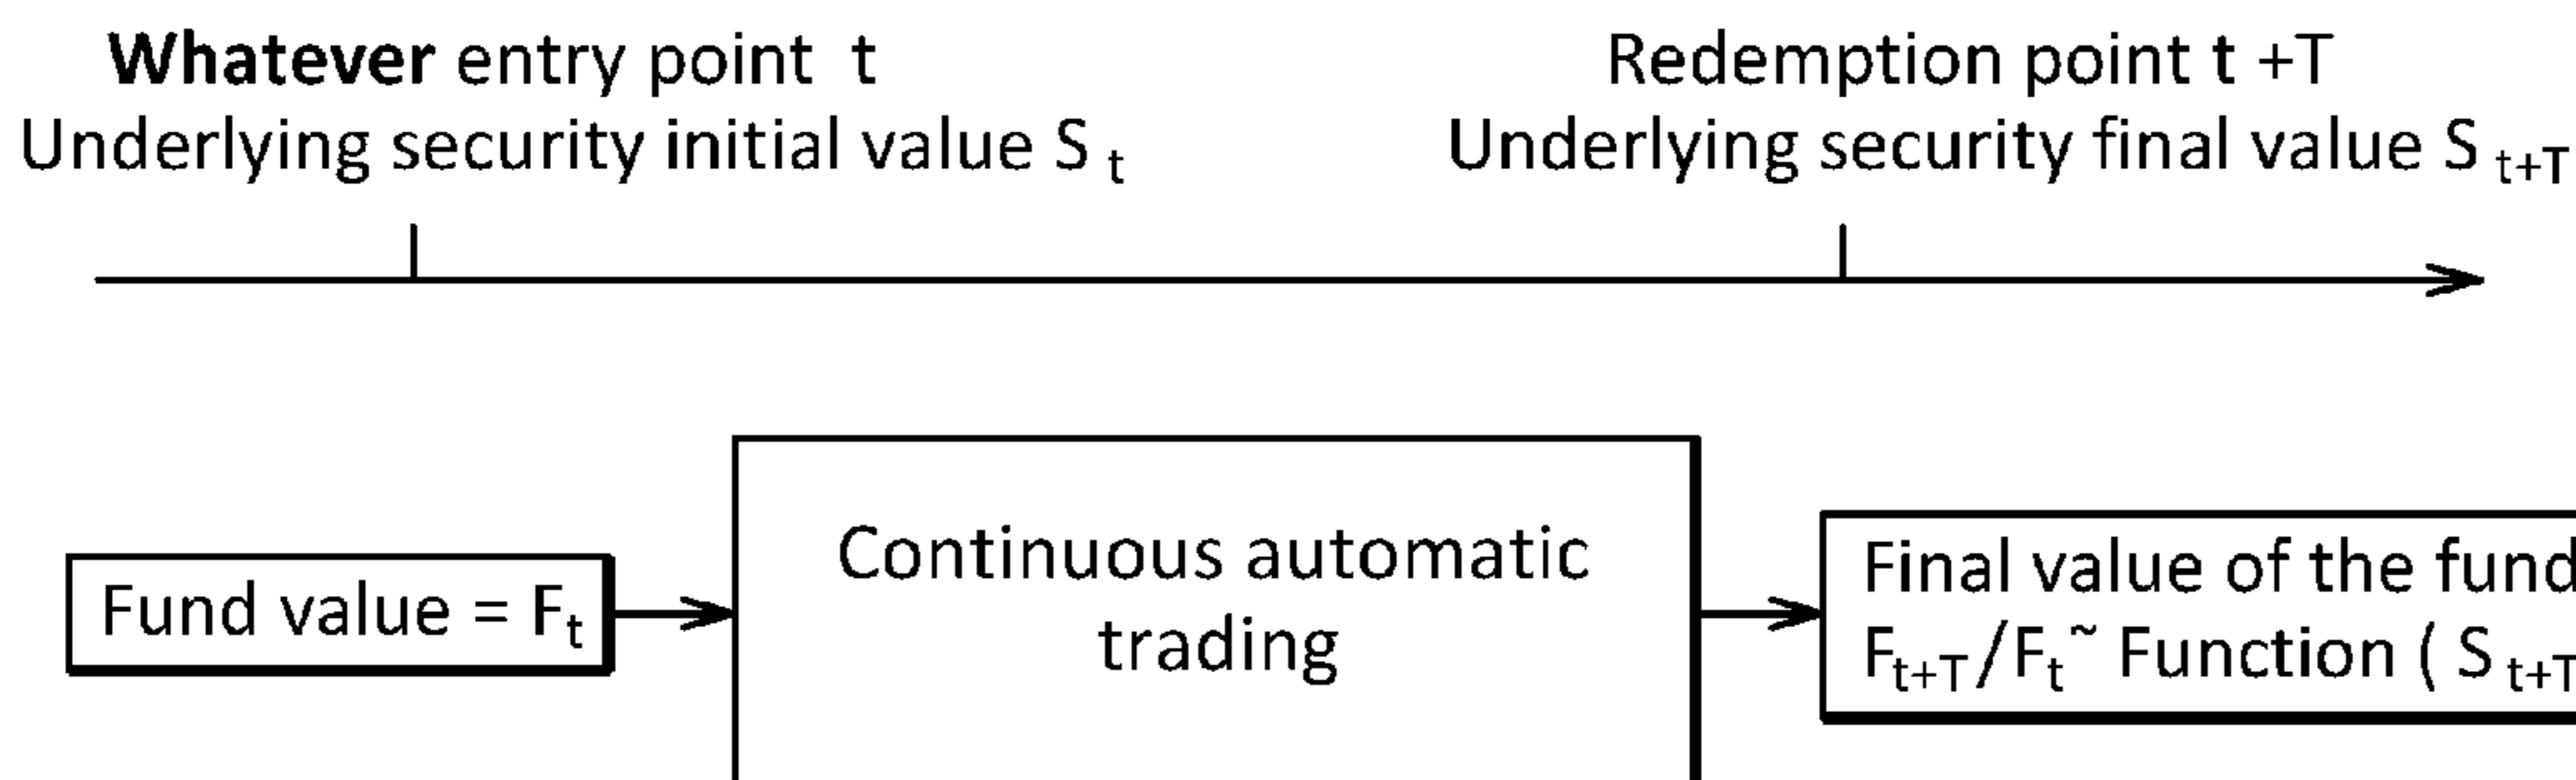 Whatever entry point t
Underlying security initial value S t
Redemption point t +T
Underlying security final value S t+T
Fund value = Ft
Continuous automatic
trading
Final value of the fund
Ft+T/Ft ~ Function ( S t+T